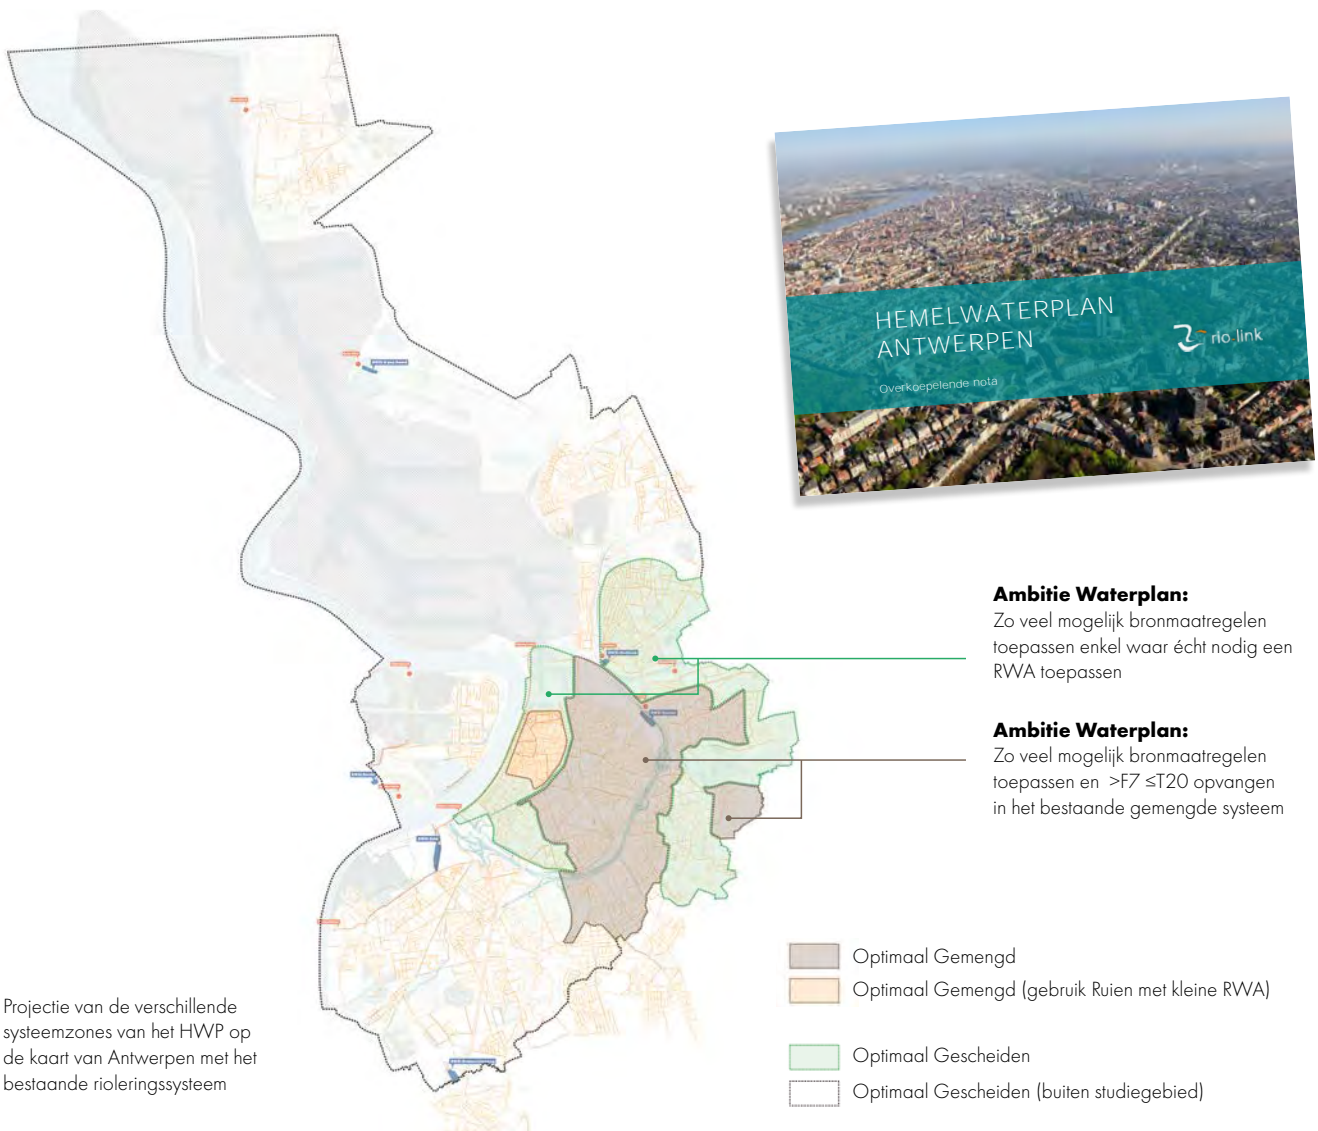 HEMELWATERPLAN
ANTWERPEN
Overkoepelende nota
rio link
Ambitie Waterplan:
Zo veel mogelijk bronmaatregelen
toepassen enkel waar écht nodig een
RWA toepassen
Ambitie Waterplan:
Zo veel mogelijk bronmaatregelen
toepassen en >F7 ≤T20 opvangen
in het bestaande gemengde systeem
Optimaal Gemengd
Optimaal Gemengd (gebruik Ruien met kleine RWA)
Optimaal Gescheiden
Optimaal Gescheiden (buiten studiegebied)
Projectie van de verschillende
systeemzones van het HWP op
de kaart van Antwerpen met het
bestaande rioleringssysteem